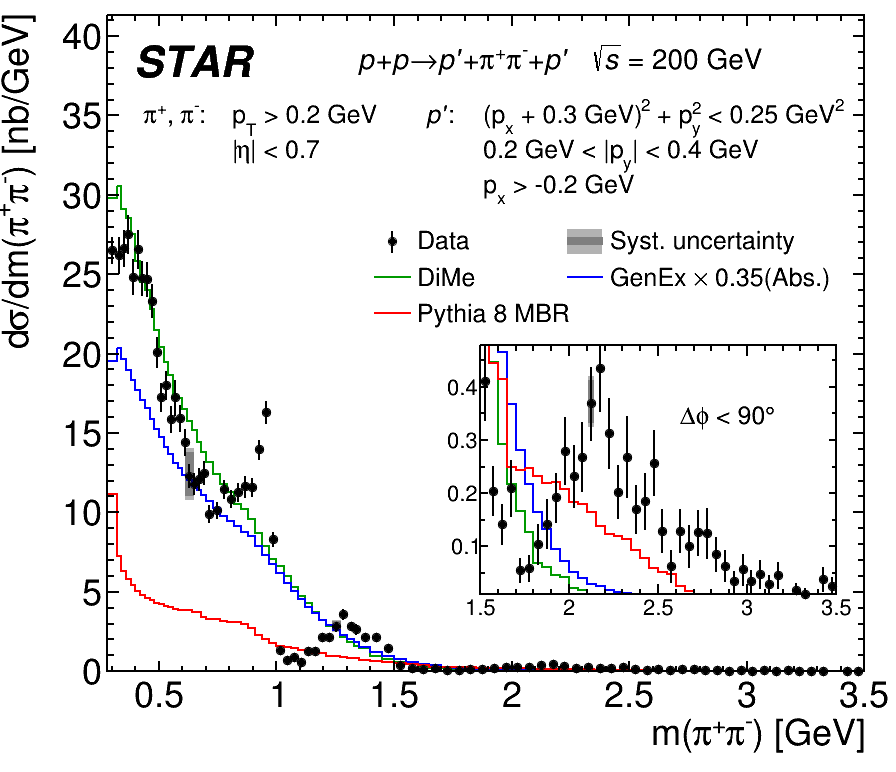 STAR
p+p→p′+π⁺π⁻+p′ √s = 200 GeV
π⁺, π⁻: p_T > 0.2 GeV
|η| < 0.7
p′: (p_x + 0.3 GeV)² + p_y² < 0.25 GeV²
0.2 GeV < |p_y| < 0.4 GeV
p_x > -0.2 GeV
Data
Syst. uncertainty
DiMe
GenEx × 0.35(Abs.)
Pythia 8 MBR
Δϕ < 90°
0.4
0.3
0.2
0.1
1.5 2 2.5 3 3.5
dσ/dm(π⁺π⁻) [nb/GeV]
40
35
30
25
20
15
10
5
0
0.5 1 1.5 2 2.5 3 3.5
m(π⁺π⁻) [GeV]